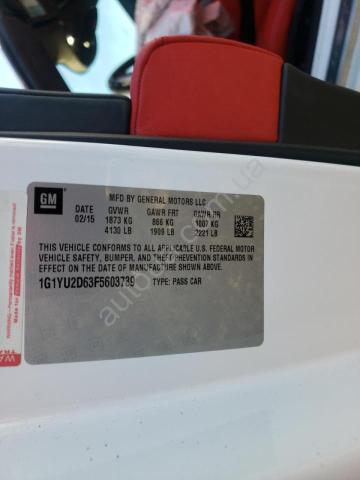 GM
MFD BY GENERAL MOTORS LLC
DATE GVWR GAWR FRT GAWR RR
02/15 1873 KG 866 KG 1007 KG
4130 LB 1909 LB 2221 LB
THIS VEHICLE CONFORMS TO ALL APPLICABLE U.S. FEDERAL MOTOR
VEHICLE SAFETY, BUMPER, AND THEFT PREVENTION STANDARDS
IN EFFECT ON THE DATE OF MANUFACTURE SHOWN ABOVE.
1G1YU2D63F5603739 TYPE: PASS CAR